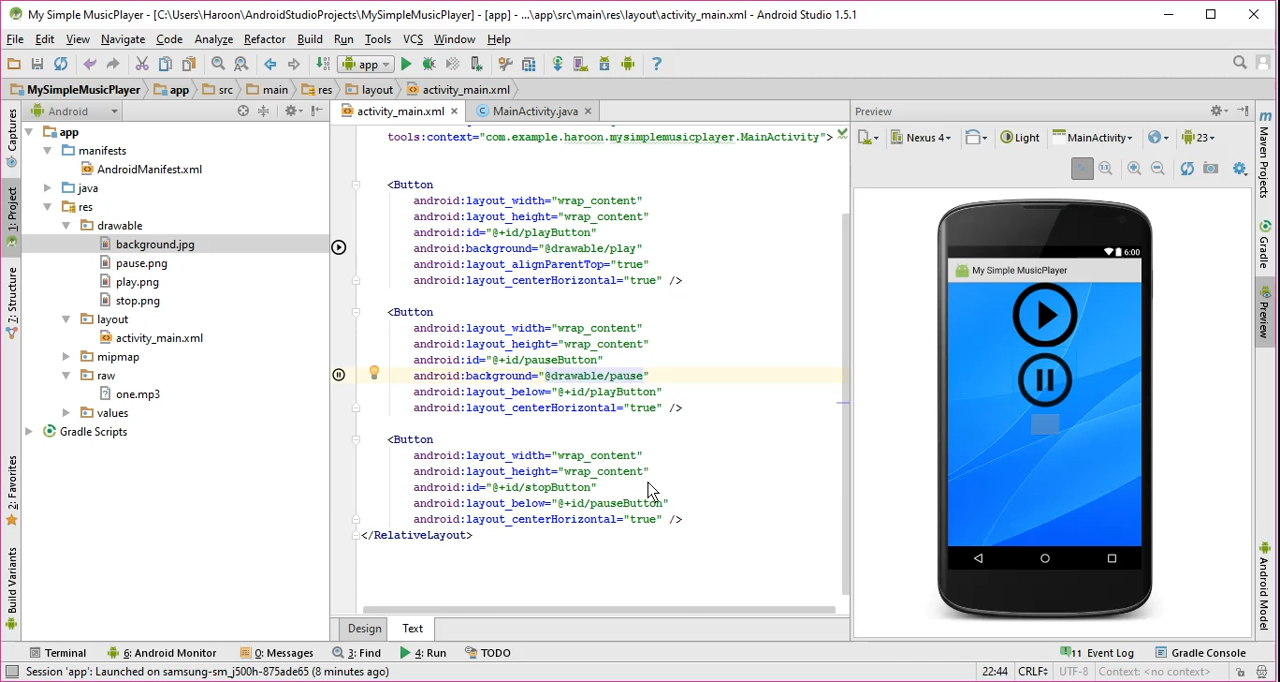 My Simple MusicPlayer - [C:\Users\Haroon\AndroidStudioProjects\MySimpleMusicPlayer] - [app] - ...\app\src\main\res\layout\activity_main.xml - Android Studio 1.5.1
File Edit View Navigate Code Analyze Refactor Build Run Tools VCS Window Help
app
MySimpleMusicPlayer app src main res layout activity_main.xml
Android
activity_main.xml
MainActivity.java
Preview
Captures
1: Project
7: Structure
2: Favorites
Build Variants
app
manifests
AndroidManifest.xml
java
res
drawable
background.jpg
pause.png
play.png
stop.png
layout
activity_main.xml
mipmap
raw
one.mp3
values
Gradle Scripts
tools:context="com.example.haroon.mysimplemusicplayer.MainActivity">
<Button
android:layout_width="wrap_content"
android:layout_height="wrap_content"
android:id="@+id/playButton"
android:background="@drawable/play"
android:layout_alignParentTop="true"
android:layout_centerHorizontal="true" />
<Button
android:layout_width="wrap_content"
android:layout_height="wrap_content"
android:id="@+id/pauseButton"
android:background="@drawable/pause"
android:layout_below="@+id/playButton"
android:layout_centerHorizontal="true" />
<Button
android:layout_width="wrap_content"
android:layout_height="wrap_content"
android:id="@+id/stopButton"
android:layout_below="@+id/pauseButton"
android:layout_centerHorizontal="true" />
</RelativeLayout>
Design Text
Nexus 4 Light MainActivity 23
1:1
6:00
My Simple MusicPlayer
Maven Projects
Gradle
Preview
Android Model
Terminal 6: Android Monitor 0: Messages 3: Find 4: Run TODO
11 Event Log Gradle Console
Session 'app': Launched on samsung-sm_j500h-875ade65 (8 minutes ago)
22:44 CRLF UTF-8 Context: <no context>